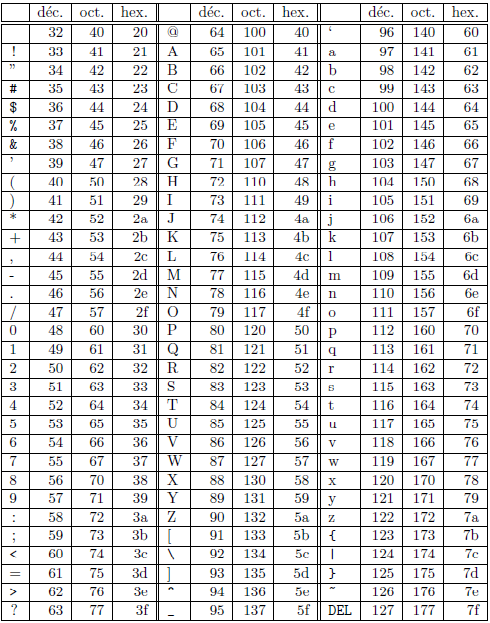 déc. oct. hex. déc. oct. hex. déc. oct. hex.
32 40 20 @ 64 100 40 ‘ 96 140 60
! 33 41 21 A 65 101 41 a 97 141 61
” 34 42 22 B 66 102 42 b 98 142 62
# 35 43 23 C 67 103 43 c 99 143 63
$ 36 44 24 D 68 104 44 d 100 144 64
% 37 45 25 E 69 105 45 e 101 145 65
& 38 46 26 F 70 106 46 f 102 146 66
’ 39 47 27 G 71 107 47 g 103 147 67
( 40 50 28 H 72 110 48 h 104 150 68
) 41 51 29 I 73 111 49 i 105 151 69
* 42 52 2a J 74 112 4a j 106 152 6a
+ 43 53 2b K 75 113 4b k 107 153 6b
, 44 54 2c L 76 114 4c l 108 154 6c
- 45 55 2d M 77 115 4d m 109 155 6d
. 46 56 2e N 78 116 4e n 110 156 6e
/ 47 57 2f O 79 117 4f o 111 157 6f
0 48 60 30 P 80 120 50 p 112 160 70
1 49 61 31 Q 81 121 51 q 113 161 71
2 50 62 32 R 82 122 52 r 114 162 72
3 51 63 33 S 83 123 53 s 115 163 73
4 52 64 34 T 84 124 54 t 116 164 74
5 53 65 35 U 85 125 55 u 117 165 75
6 54 66 36 V 86 126 56 v 118 166 76
7 55 67 37 W 87 127 57 w 119 167 77
8 56 70 38 X 88 130 58 x 120 170 78
9 57 71 39 Y 89 131 59 y 121 171 79
: 58 72 3a Z 90 132 5a z 122 172 7a
; 59 73 3b [ 91 133 5b { 123 173 7b
< 60 74 3c \ 92 134 5c | 124 174 7c
= 61 75 3d ] 93 135 5d } 125 175 7d
> 62 76 3e ^ 94 136 5e ~ 126 176 7e
? 63 77 3f _ 95 137 5f DEL 127 177 7f